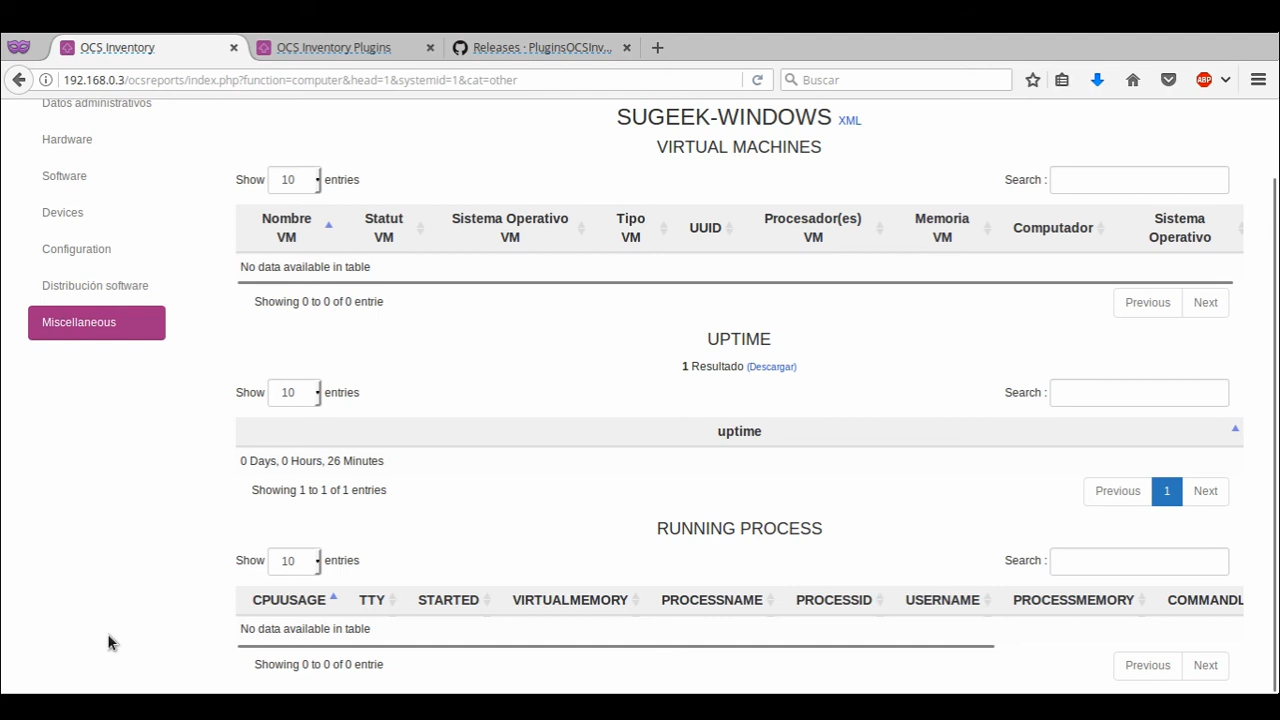 OCS Inventory
OCS Inventory Plugins
Releases · PluginsOCSInv...
192.168.0.3/ocsreports/index.php?function=computer&head=1&systemid=1&cat=other
Buscar
ABP
Datos administrativos
Hardware
Software
Devices
Configuration
Distribución software
Miscellaneous
SUGEEK-WINDOWS XML
VIRTUAL MACHINES
Show 10 entries
Search :
Nombre VM
Statut VM
Sistema Operativo VM
Tipo VM
UUID
Procesador(es) VM
Memoria VM
Computador
Sistema Operativo
No data available in table
Showing 0 to 0 of 0 entrie
Previous Next
UPTIME
1 Resultado (Descargar)
Show 10 entries
Search :
uptime
0 Days, 0 Hours, 26 Minutes
Showing 1 to 1 of 1 entries
Previous 1 Next
RUNNING PROCESS
Show 10 entries
Search :
CPUUSAGE TTY STARTED VIRTUALMEMORY PROCESSNAME PROCESSID USERNAME PROCESSMEMORY COMMANDL
No data available in table
Showing 0 to 0 of 0 entrie
Previous Next